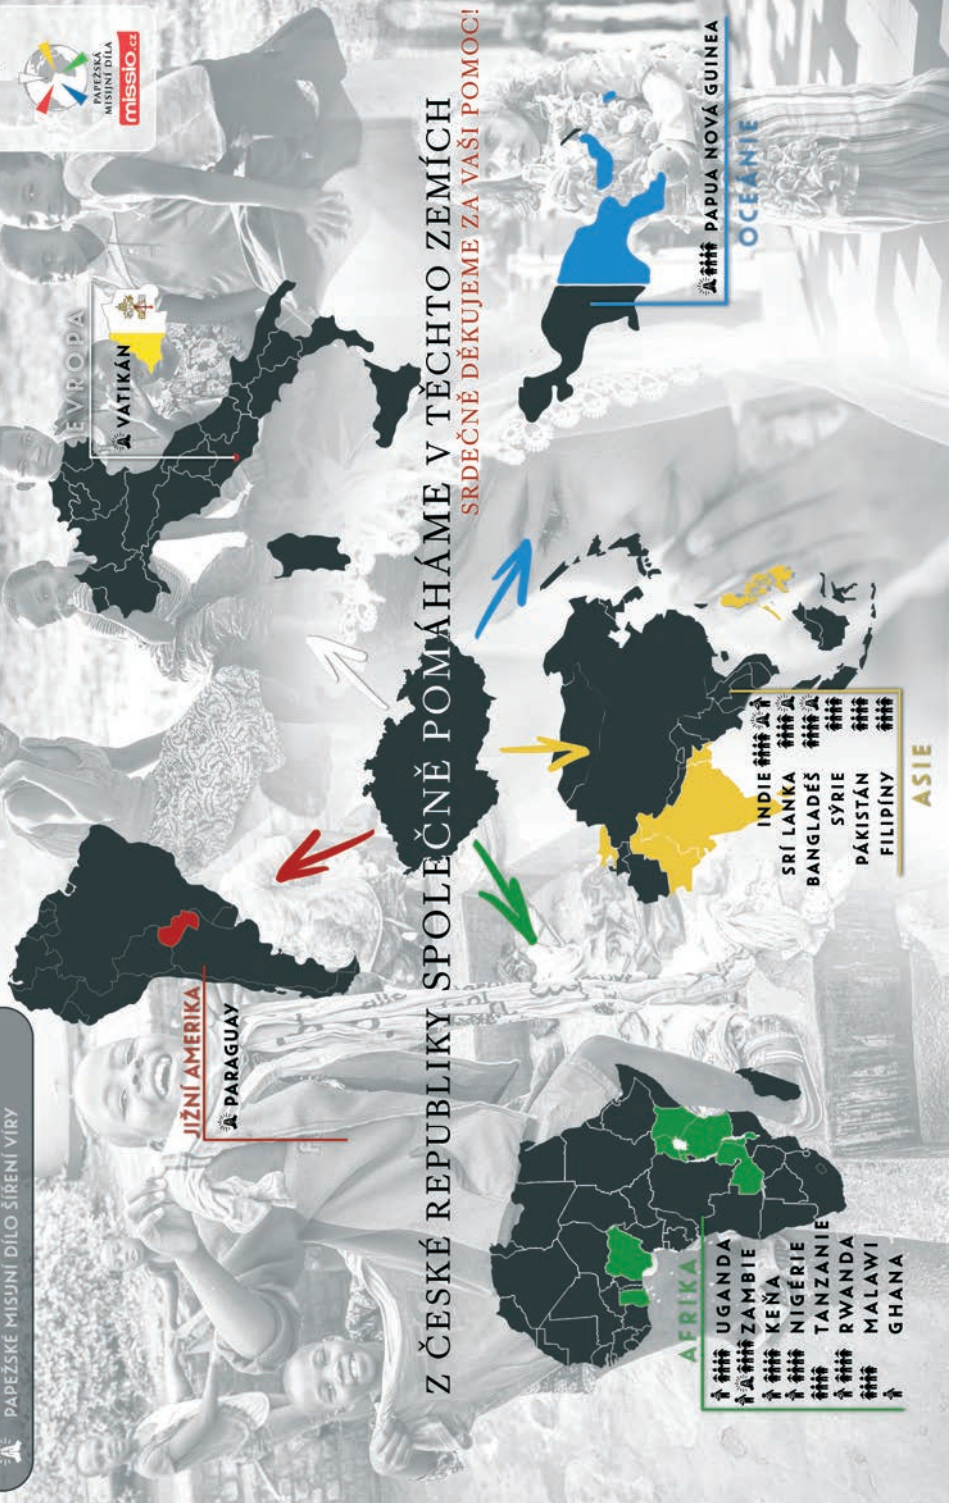 PAPEŽSKÉ MISIJNÍ DÍLO ŠÍŘENÍ VÍRY
PAPEŽSKÁ
MISIJNÍ DÍLA
missio.cz
JIŽNÍ AMERIKA
PARAGUAY
EVROPA
VATIKÁN
Z ČESKÉ REPUBLIKY SPOLEČNĚ POMÁHÁME V TĚCHTO ZEMÍCH
SRDEČNĚ DĚKUJEME ZA VAŠI POMOC!
AFRIKA
UGANDA
ZAMBIE
KEŇA
NIGÉRIE
TANZANIE
RWANDA
MALAWI
GHANA
INDIE
SRÍ LANKA
BANGLADÉŠ
SÝRIE
PÁKISTÁN
FILIPÍNY
ASIE
PAPUA NOVÁ GUINEA
OCEÁNIE